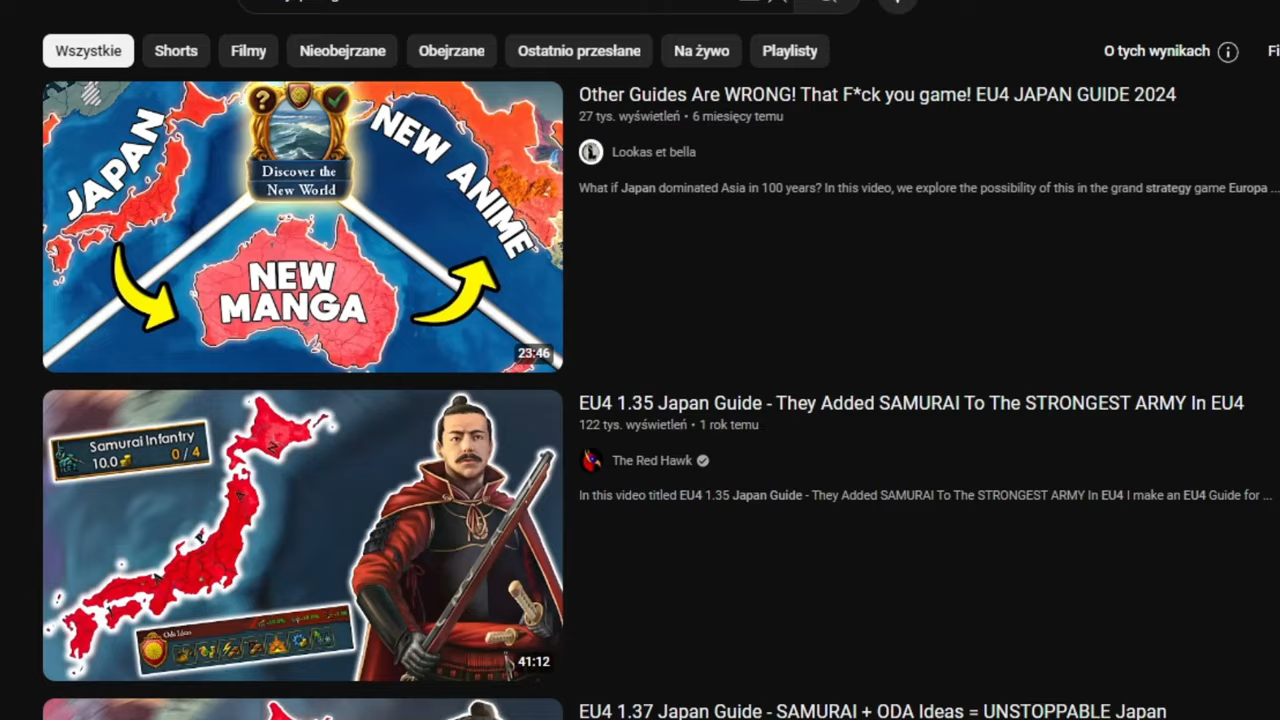 Wszystkie
Shorts
Filmy
Nieobejrzane
Obejrzane
Ostatnio przesłane
Na żywo
Playlisty
O tych wynikach
JAPAN
Discover the
New World
NEW ANIME
NEW
MANGA
23:46
Other Guides Are WRONG! That F*ck you game! EU4 JAPAN GUIDE 2024
27 tys. wyświetleń • 6 miesięcy temu
Lookas et bella
What if Japan dominated Asia in 100 years? In this video, we explore the possibility of this in the grand strategy game Europa ...
Samurai Infantry
10.0 0 / 4
Oda Ideas
41:12
EU4 1.35 Japan Guide - They Added SAMURAI To The STRONGEST ARMY In EU4
122 tys. wyświetleń • 1 rok temu
The Red Hawk
In this video titled EU4 1.35 Japan Guide - They Added SAMURAI To The STRONGEST ARMY In EU4 I make an EU4 Guide for ...
EU4 1.37 Japan Guide - SAMURAI + ODA Ideas = UNSTOPPABLE Japan